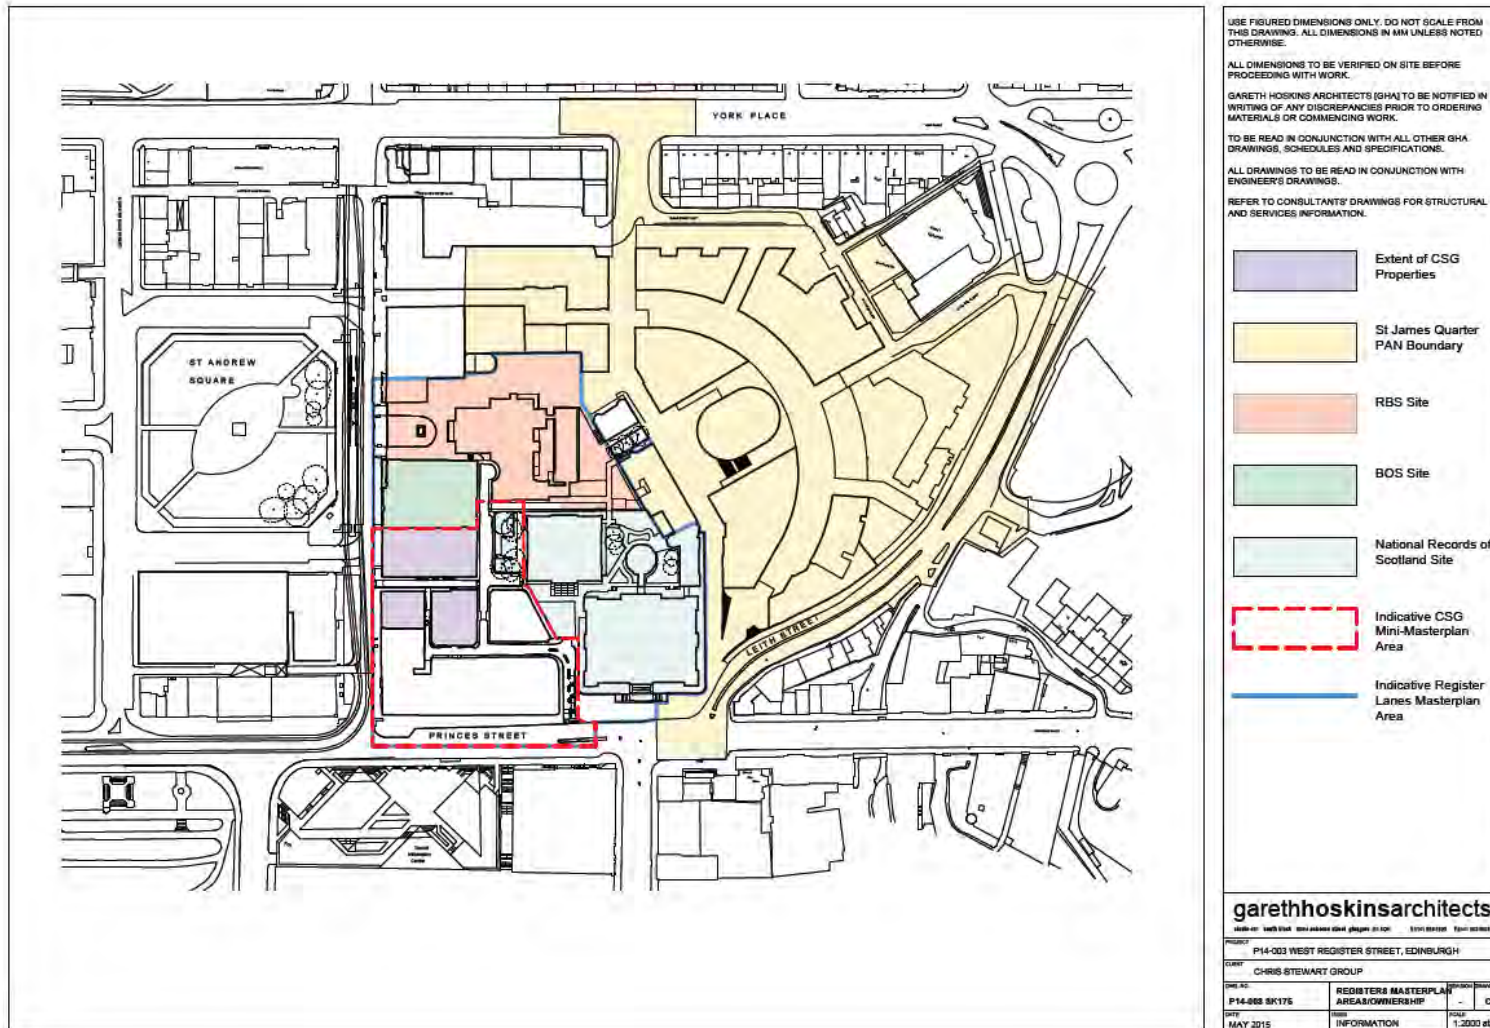 YORK PLACE
ST ANDREW
SQUARE
LEITH STREET
PRINCES STREET
USE FIGURED DIMENSIONS ONLY. DO NOT SCALE FROM
THIS DRAWING. ALL DIMENSIONS IN MM UNLESS NOTED
OTHERWISE.
ALL DIMENSIONS TO BE VERIFIED ON SITE BEFORE
PROCEEDING WITH WORK.
GARETH HOSKINS ARCHITECTS [GHA] TO BE NOTIFIED IN
WRITING OF ANY DISCREPANCIES PRIOR TO ORDERING
MATERIALS OR COMMENCING WORK.
TO BE READ IN CONJUNCTION WITH ALL OTHER GHA
DRAWINGS, SCHEDULES AND SPECIFICATIONS.
ALL DRAWINGS TO BE READ IN CONJUNCTION WITH
ENGINEER'S DRAWINGS.
REFER TO CONSULTANTS' DRAWINGS FOR STRUCTURAL
AND SERVICES INFORMATION.
Extent of CSG
Properties
St James Quarter
PAN Boundary
RBS Site
BOS Site
National Records of
Scotland Site
Indicative CSG
Mini-Masterplan
Area
Indicative Register
Lanes Masterplan
Area
garethhoskinsarchitects
PROJECT
P14-003 WEST REGISTER STREET, EDINBURGH
CLIENT
CHRIS STEWART GROUP
P14-003 SK175
REGISTERS MASTERPLAN
AREAS/OWNERSHIP
DATE
MAY 2015
INFORMATION
SCALE
1:2000